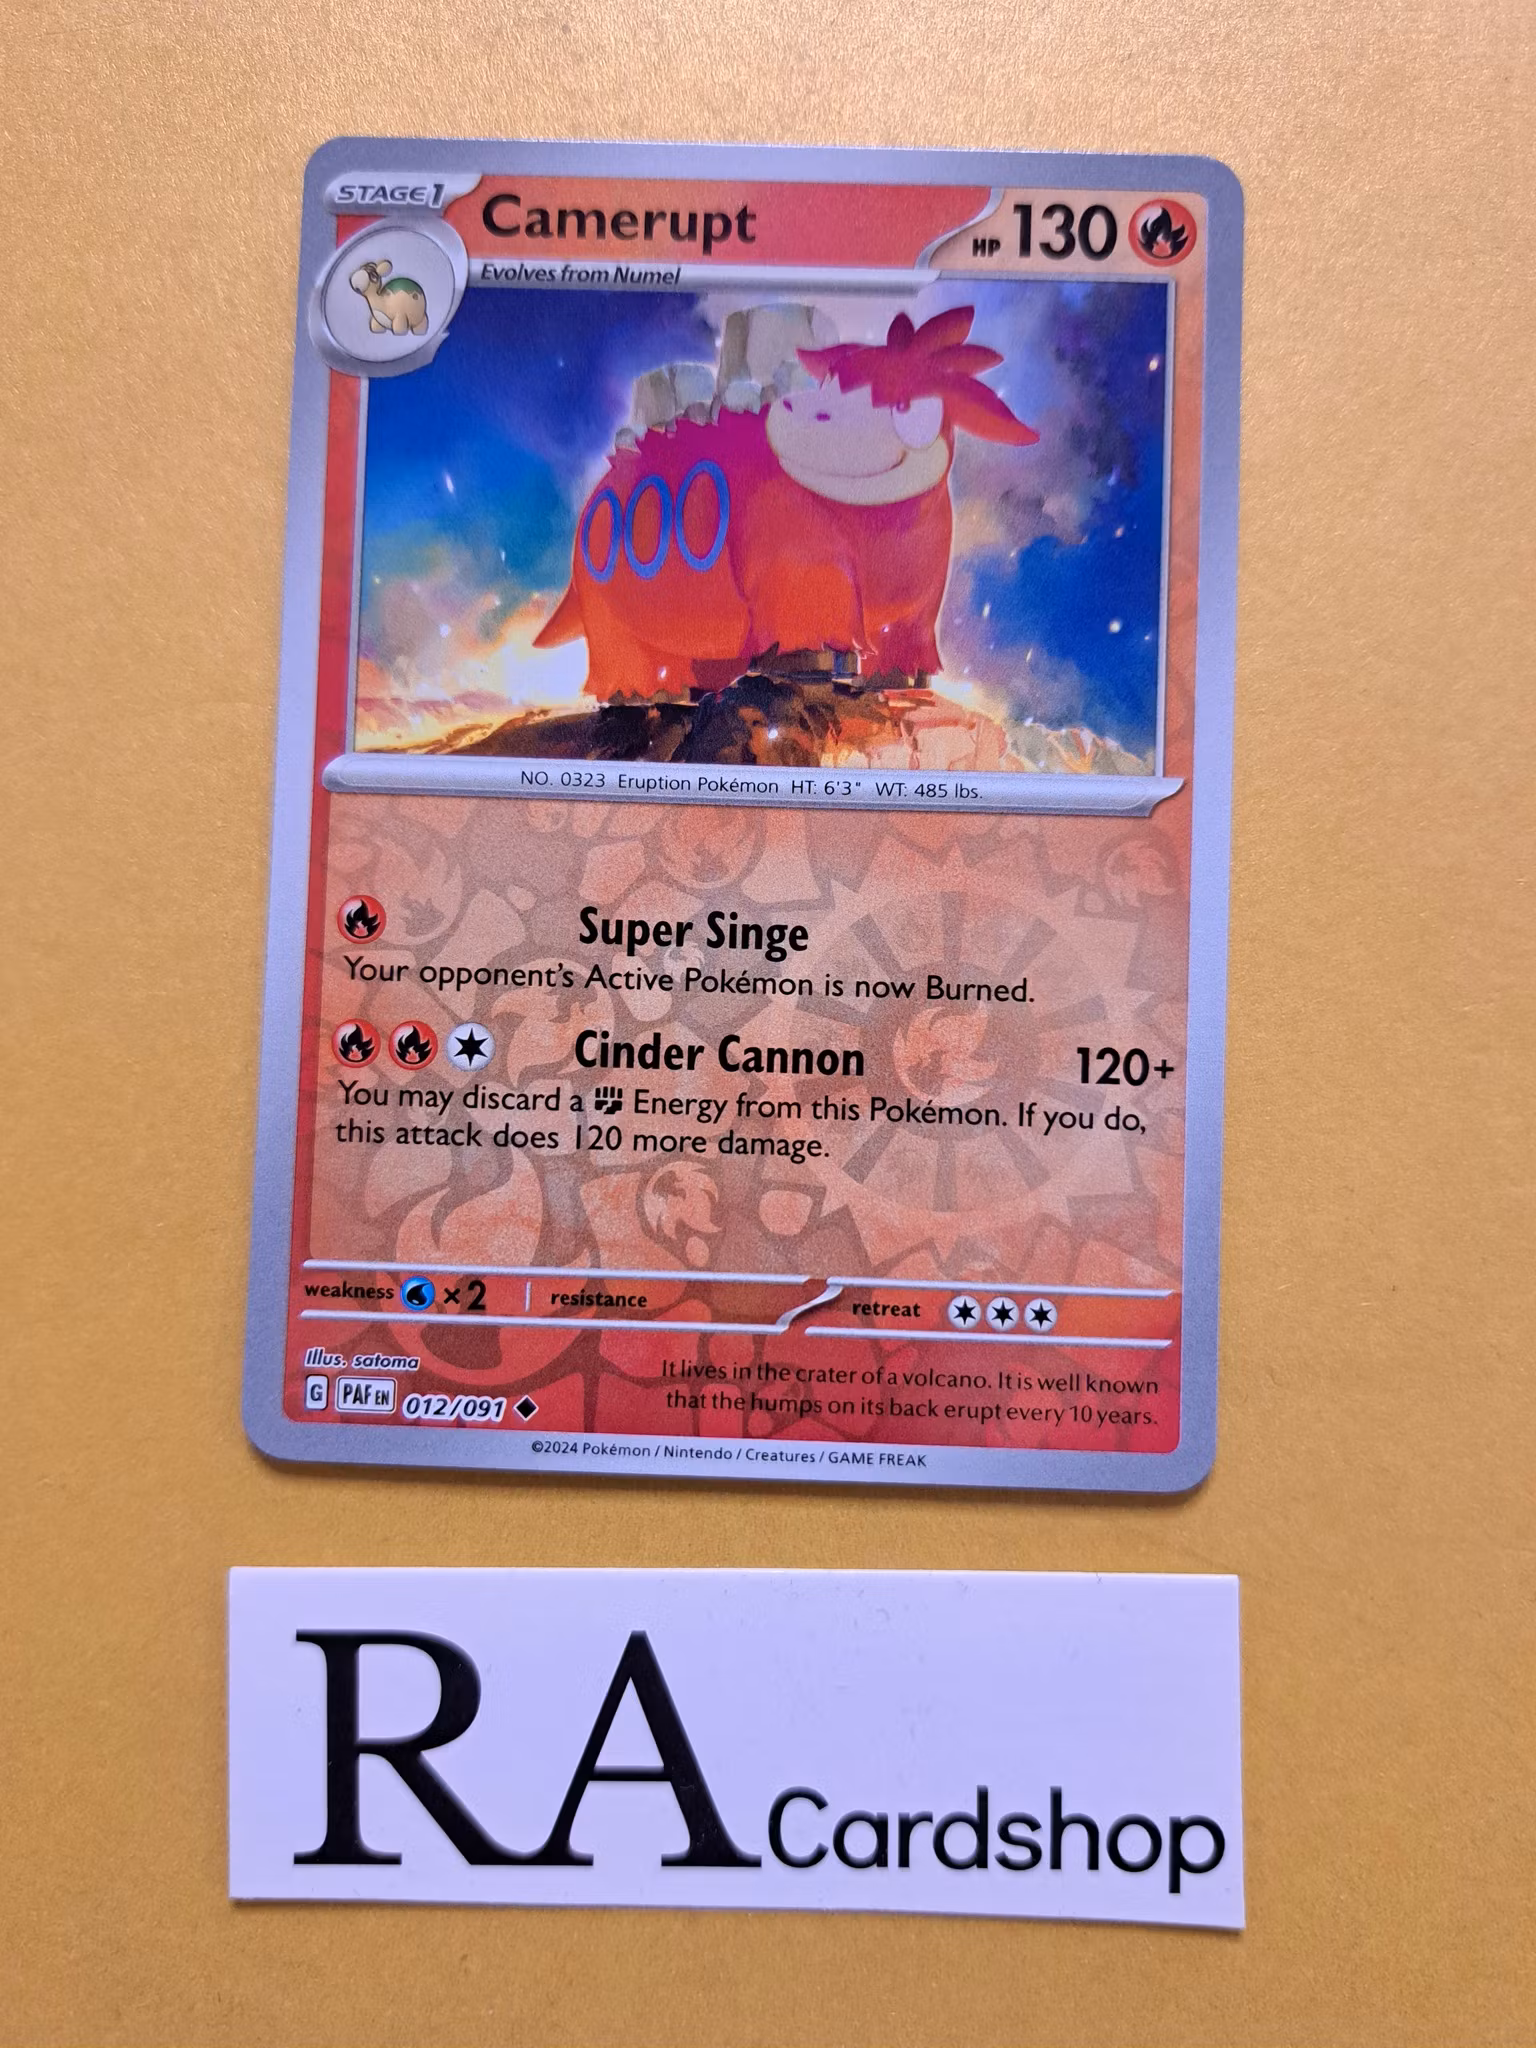 STAGE 1
Camerupt
HP 130
Evolves from Numel
NO. 0323 Eruption Pokémon HT: 6'3" WT: 485 lbs.
Super Singe
Your opponent's Active Pokémon is now Burned.
Cinder Cannon 120+
You may discard a Energy from this Pokémon. If you do,
this attack does 120 more damage.
weakness ×2 resistance retreat
Illus. satoma
G PAF EN 012/091
It lives in the crater of a volcano. It is well known
that the humps on its back erupt every 10 years.
©2024 Pokémon / Nintendo / Creatures / GAME FREAK
RA Cardshop